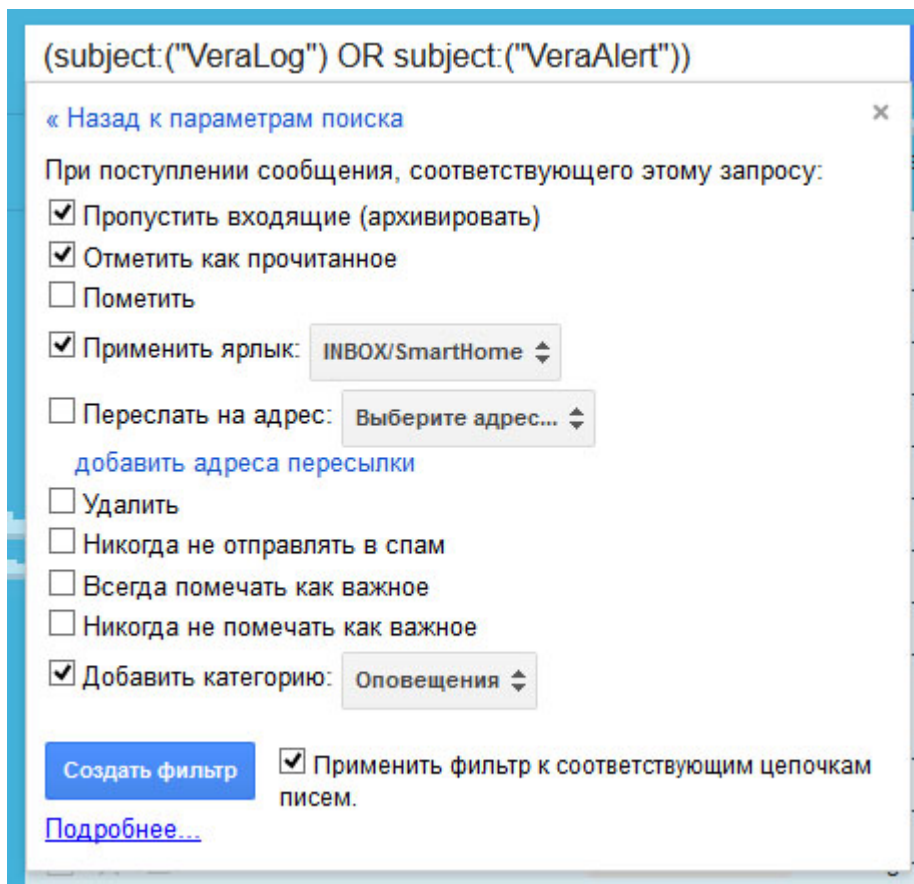 (subject:("VeraLog") OR subject:("VeraAlert"))
« Назад к параметрам поиска
×
При поступлении сообщения, соответствующего этому запросу:
Пропустить входящие (архивировать)
Отметить как прочитанное
Пометить
Применить ярлык: INBOX/SmartHome
Переслать на адрес: Выберите адрес...
добавить адреса пересылки
Удалить
Никогда не отправлять в спам
Всегда помечать как важное
Никогда не помечать как важное
Добавить категорию: Оповещения
Создать фильтр Применить фильтр к соответствующим цепочкам
писем.
Подробнее...